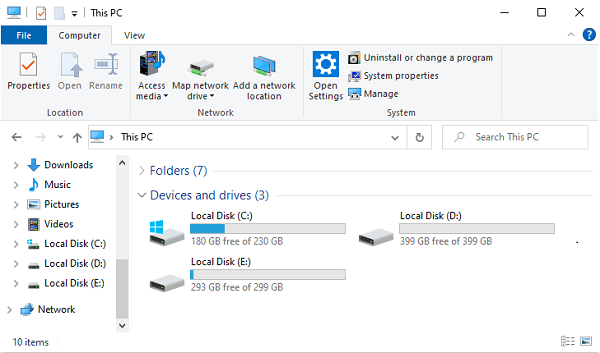 This PC
File Computer View
Properties Open Rename Access media Map network drive Add a network location Open Settings Uninstall or change a program
System properties
Manage
Location Network System
This PC Search This PC
Downloads
Music
Pictures
Videos
Local Disk (C:)
Local Disk (D:)
Local Disk (E:)
Network
Folders (7)
Devices and drives (3)
Local Disk (C:) Local Disk (D:)
180 GB free of 230 GB 399 GB free of 399 GB
Local Disk (E:)
293 GB free of 299 GB
10 items